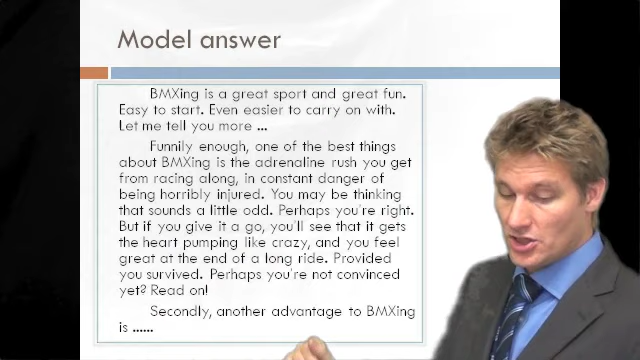 Model answer
BMXing is a great sport and great fun.
Easy to start. Even easier to carry on with.
Let me tell you more ...
Funnily enough, one of the best things
about BMXing is the adrenaline rush you get
from racing along, in constant danger of
being horribly injured. You may be thinking
that sounds a little odd. Perhaps you're right.
But if you give it a go, you'll see that it gets
the heart pumping like crazy, and you feel
great at the end of a long ride. Provided
you survived. Perhaps you're not convinced
yet? Read on!
Secondly, another advantage to BMXing
is ......